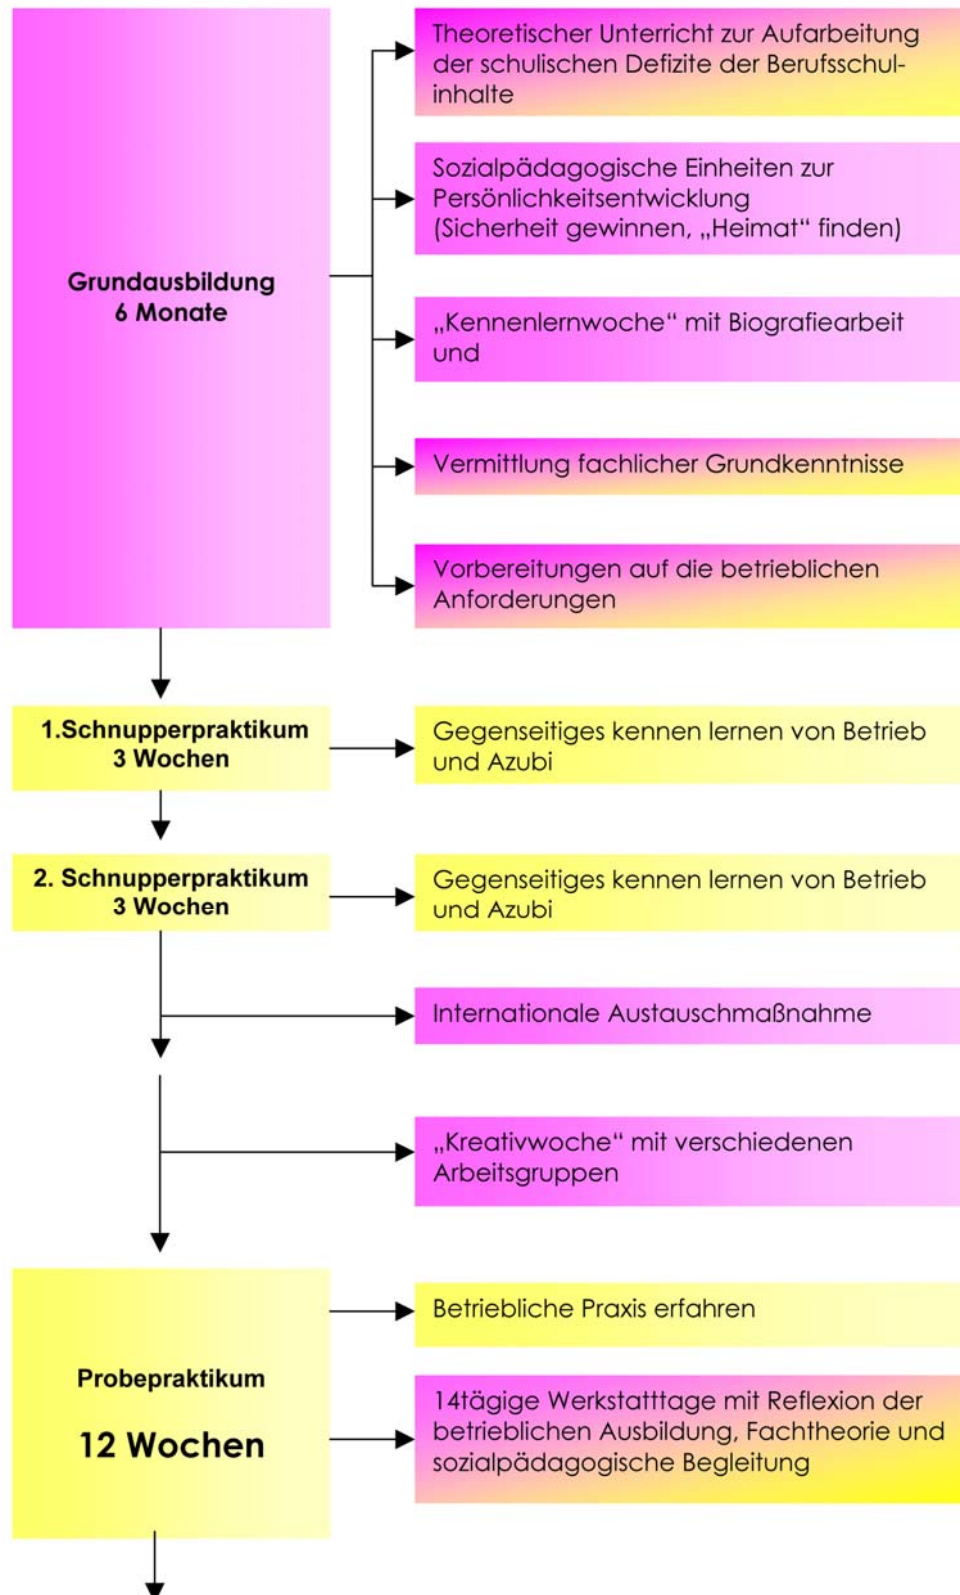 Theoretischer Unterricht zur Aufarbeitung
der schulischen Defizite der Berufsschul-
inhalte
Sozialpädagogische Einheiten zur
Persönlichkeitsentwicklung
(Sicherheit gewinnen, „Heimat“ finden)
Grundausbildung
6 Monate
„Kennenlernwoche“ mit Biografiearbeit
und
Vermittlung fachlicher Grundkenntnisse
Vorbereitungen auf die betrieblichen
Anforderungen
1.Schnupperpraktikum
3 Wochen
Gegenseitiges kennen lernen von Betrieb
und Azubi
2. Schnupperpraktikum
3 Wochen
Gegenseitiges kennen lernen von Betrieb
und Azubi
Internationale Austauschmaßnahme
„Kreativwoche“ mit verschiedenen
Arbeitsgruppen
Probepraktikum
12 Wochen
Betriebliche Praxis erfahren
14tägige Werkstatttage mit Reflexion der
betrieblichen Ausbildung, Fachtheorie und
sozialpädagogische Begleitung